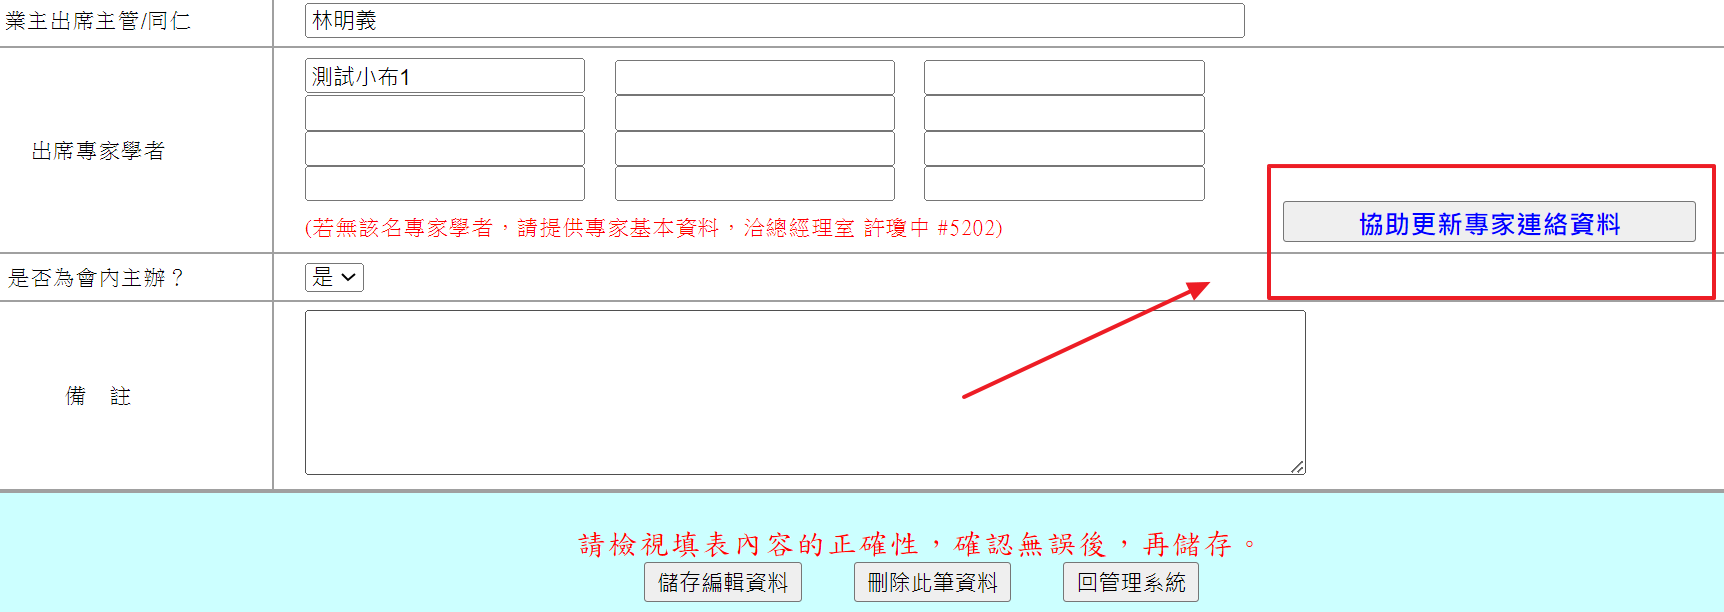 業主出席主管/同仁
林明義
出席專家學者
測試小布1
(若無該名專家學者，請提供專家基本資料，洽總經理室 許瓊中 #5202)
協助更新專家連絡資料
是否為會內主辦？
是
備 註
請檢視填表內容的正確性，確認無誤後，再儲存。
儲存編輯資料
刪除此筆資料
回管理系統